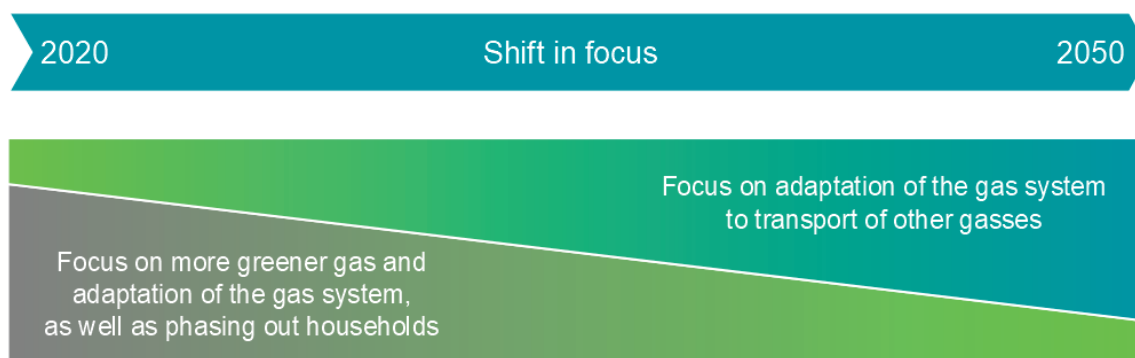 2020 Shift in focus 2050
Focus on adaptation of the gas system
to transport of other gasses
Focus on more greener gas and
adaptation of the gas system,
as well as phasing out households